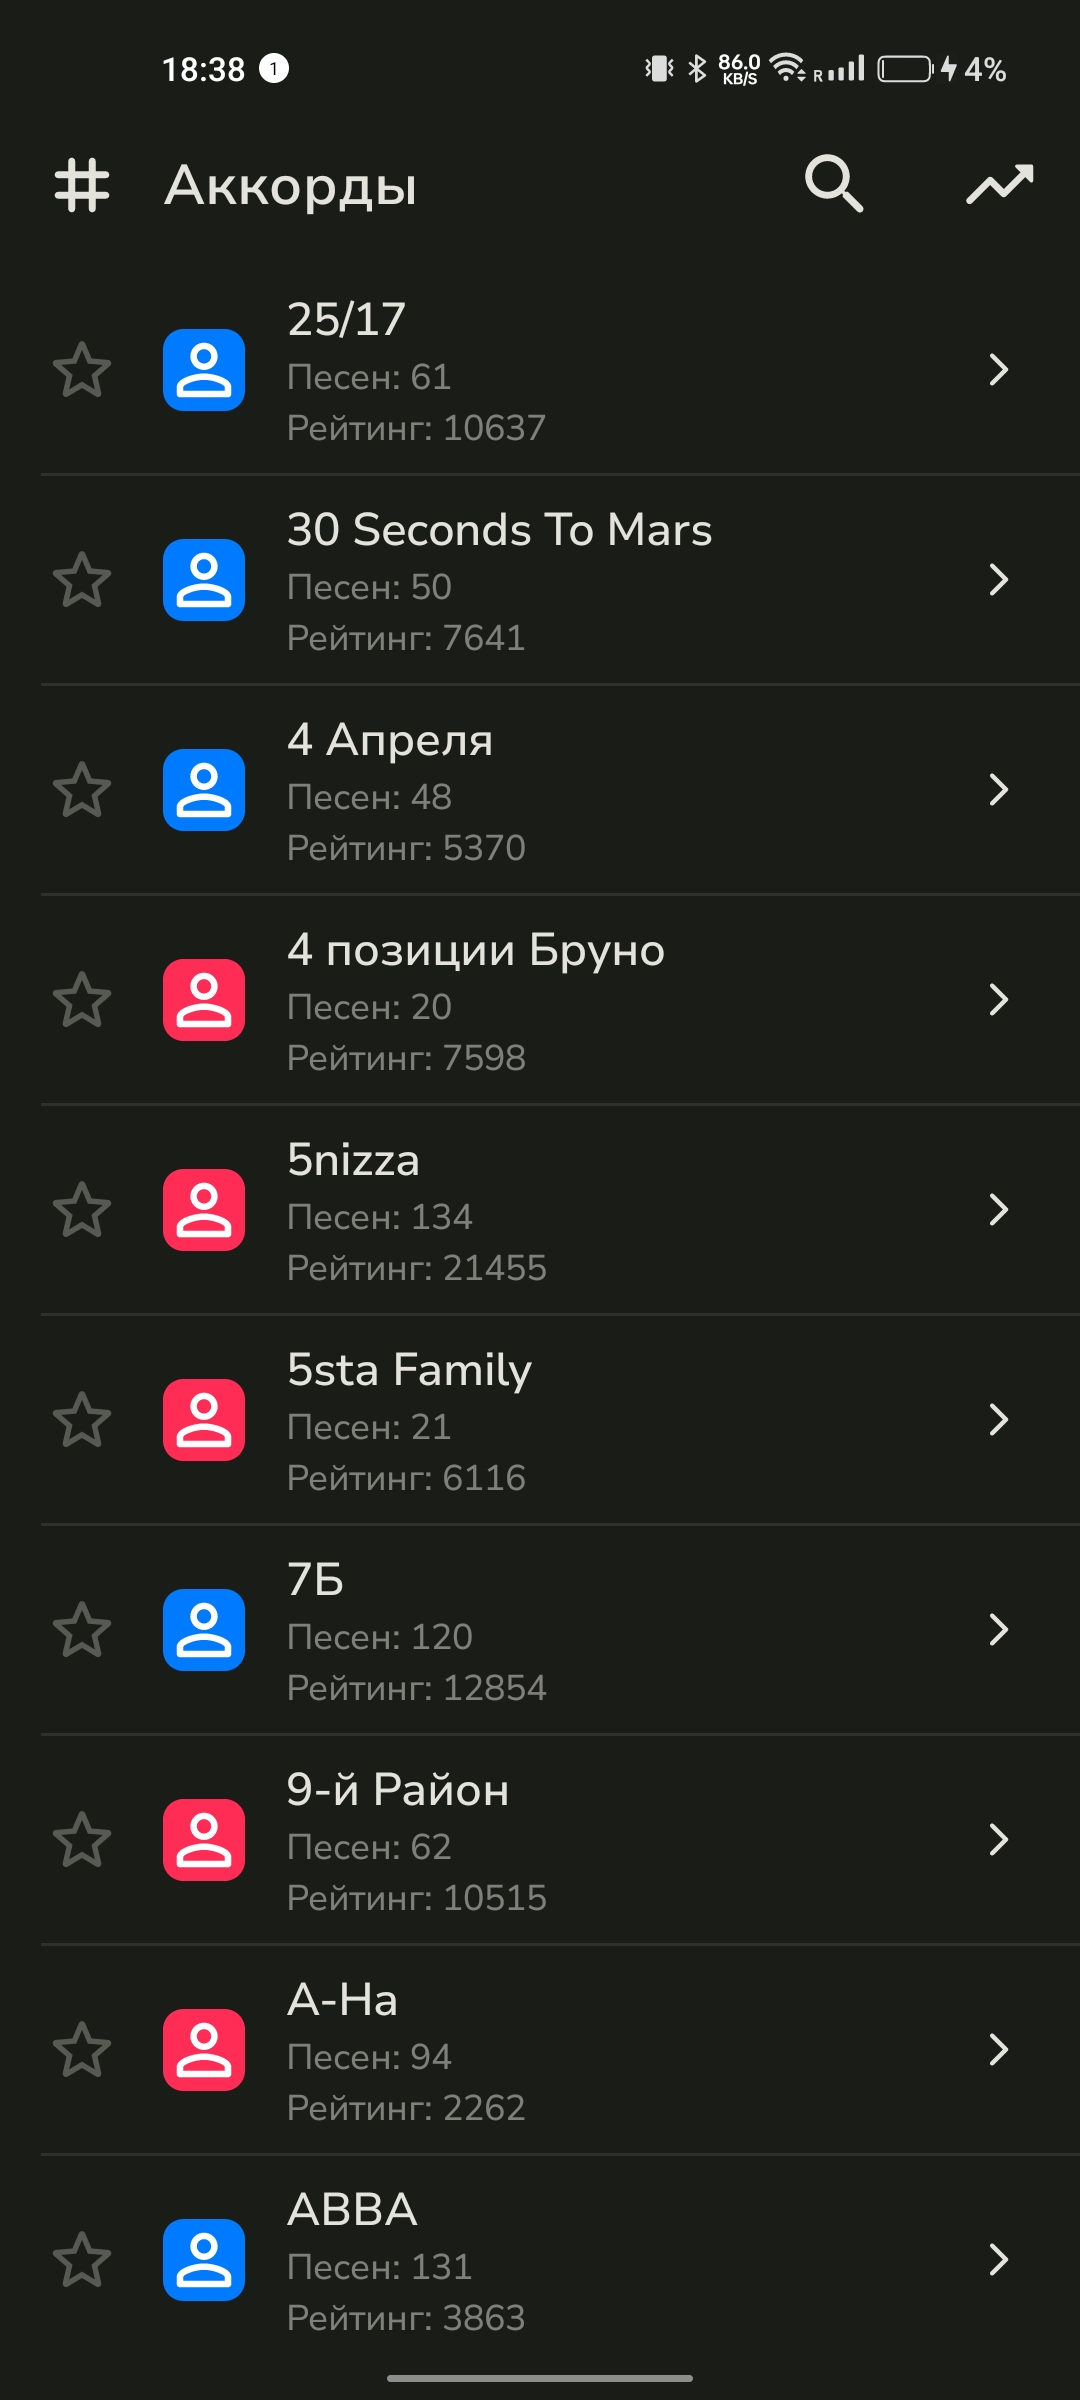 18:38 1 86.0 KB/S R 4%
Аккорды
25/17
Песен: 61
Рейтинг: 10637
30 Seconds To Mars
Песен: 50
Рейтинг: 7641
4 Апреля
Песен: 48
Рейтинг: 5370
4 позиции Бруно
Песен: 20
Рейтинг: 7598
5nizza
Песен: 134
Рейтинг: 21455
5sta Family
Песен: 21
Рейтинг: 6116
7Б
Песен: 120
Рейтинг: 12854
9-й Район
Песен: 62
Рейтинг: 10515
A-Ha
Песен: 94
Рейтинг: 2262
ABBA
Песен: 131
Рейтинг: 3863